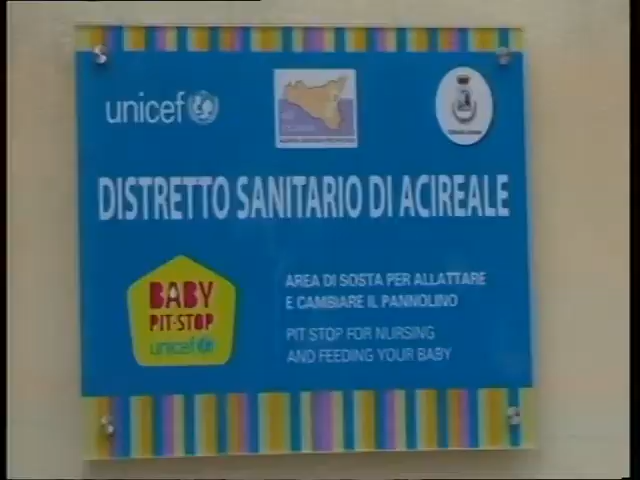 unicef
DISTRETTO SANITARIO DI ACIREALE
BABY
PIT-STOP
unicef
AREA DI SOSTA PER ALLATTARE
E CAMBIARE IL PANNOLINO
PIT STOP FOR NURSING
AND FEEDING YOUR BABY